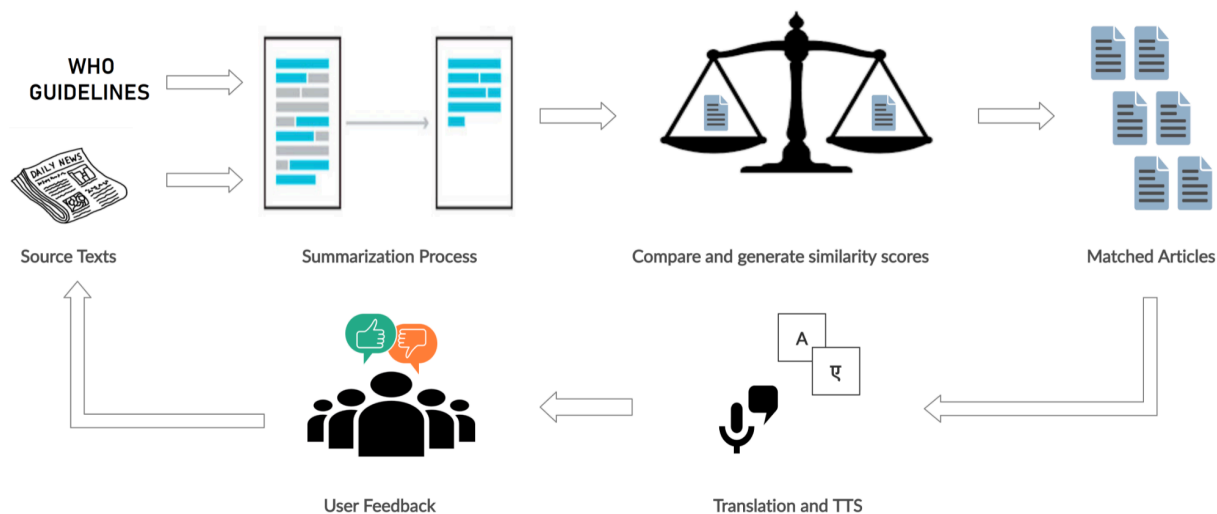 WHO
GUIDELINES
DAILY NEWS
Source Texts
Summarization Process
Compare and generate similarity scores
Matched Articles
A
ए
User Feedback
Translation and TTS